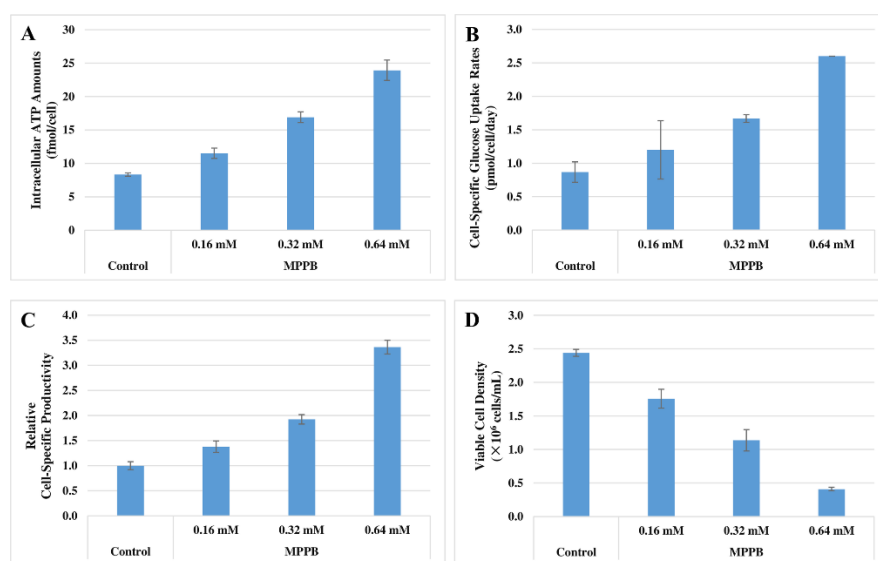 A
Intracellular ATP Amounts
(fmol/cell)
30
25
20
15
10
5
0
0.16 mM
0.32 mM
0.64 mM
Control
MPPB
B
Cell-Specific Glucose Uptake Rates
(pmol/cell/day)
3.0
2.5
2.0
1.5
1.0
0.5
0.0
0.16 mM
0.32 mM
0.64 mM
Control
MPPB
C
Relative
Cell-Specific Productivity
4.0
3.5
3.0
2.5
2.0
1.5
1.0
0.5
0.0
0.16 mM
0.32 mM
0.64 mM
Control
MPPB
D
Viable Cell Density
(×10⁶ cells/mL)
3.0
2.5
2.0
1.5
1.0
0.5
0.0
0.16 mM
0.32 mM
0.64 mM
Control
MPPB